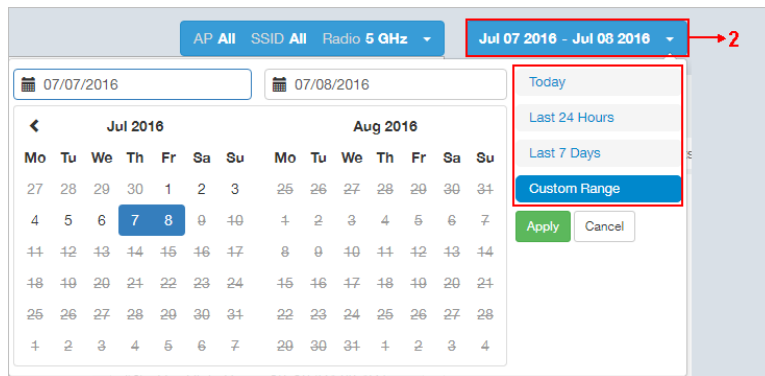 AP All SSID All Radio 5 GHz
Jul 07 2016 - Jul 08 2016
2
07/07/2016
07/08/2016
Jul 2016
Mo Tu We Th Fr Sa Su
27 28 29 30 1 2 3
4 5 6 7 8 9 10
11 12 13 14 15 16 17
18 19 20 21 22 23 24
25 26 27 28 29 30 31
1 2 3 4 5 6 7
Aug 2016
Mo Tu We Th Fr Sa Su
25 26 27 28 29 30 31
1 2 3 4 5 6 7
8 9 10 11 12 13 14
15 16 17 18 19 20 21
22 23 24 25 26 27 28
29 30 31 1 2 3 4
Today
Last 24 Hours
Last 7 Days
Custom Range
Apply Cancel